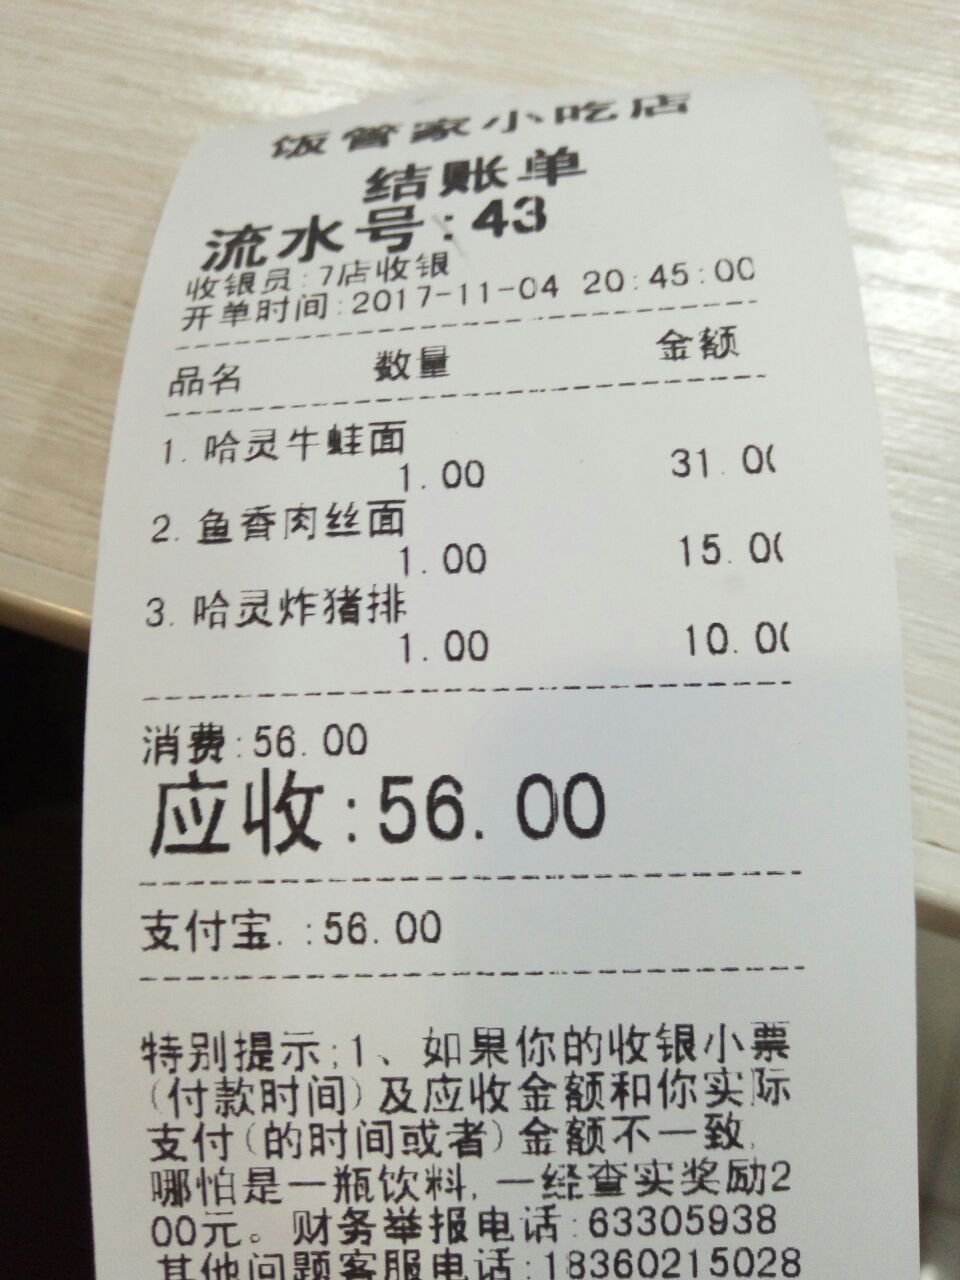 饭管家小吃店
结账单
流水号:43
收银员:7店收银
开单时间:2017-11-04 20:45:00
品名 数量 金额
1. 哈灵牛蛙面
1.00 31.00
2. 鱼香肉丝面
1.00 15.00
3. 哈灵炸猪排
1.00 10.00
消费:56.00
应收:56.00
支付宝.:56.00
特别提示;1、如果你的收银小票
(付款时间)及应收金额和你实际
支付(的时间或者)金额不一致,
哪怕是一瓶饮料,一经查实奖励2
00元。财务举报电话:63305938
其他问题客服电话:18360215028